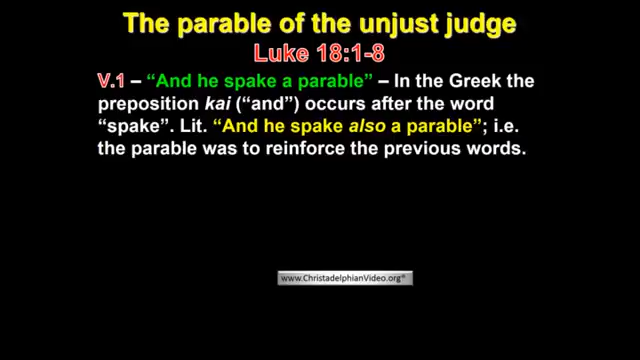 The parable of the unjust judge
Luke 18:1-8
V.1 – “And he spake a parable” – In the Greek the
preposition kai (“and”) occurs after the word
“spake”. Lit. “And he spake also a parable”; i.e.
the parable was to reinforce the previous words.
www.ChristadelphianVideo.org®